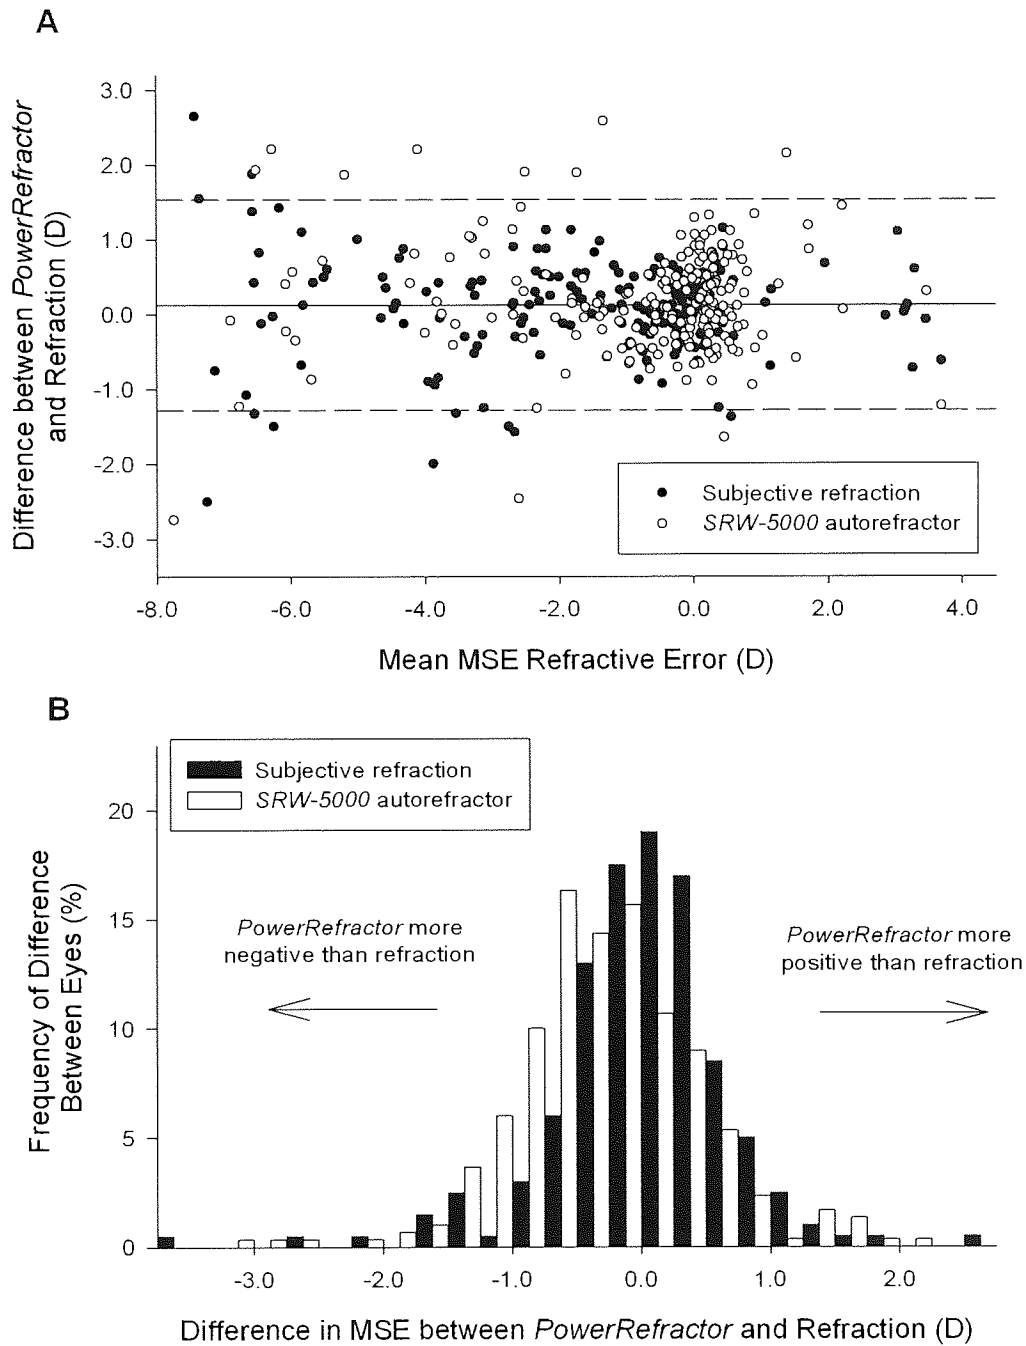 A
Difference between PowerRefractor
and Refraction (D)
3.0
2.0
1.0
0.0
-1.0
-2.0
-3.0
Subjective refraction
SRW-5000 autorefractor
-8.0 -6.0 -4.0 -2.0 0.0 2.0 4.0
Mean MSE Refractive Error (D)
B
Subjective refraction
SRW-5000 autorefractor
Frequency of Difference
Between Eyes (%)
20
15
10
5
0
PowerRefractor more
negative than refraction
PowerRefractor more
positive than refraction
-3.0 -2.0 -1.0 0.0 1.0 2.0
Difference in MSE between PowerRefractor and Refraction (D)